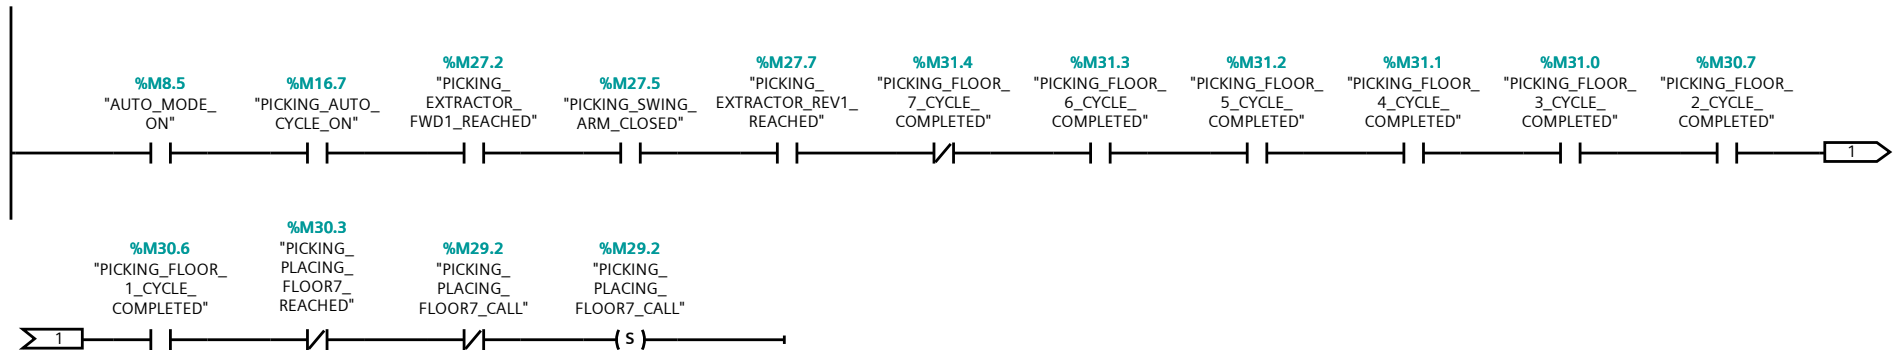 %M8.5
"AUTO_MODE_
ON"
%M16.7
"PICKING_AUTO_
CYCLE_ON"
%M27.2
"PICKING_
EXTRACTOR_
FWD1_REACHED"
%M27.5
"PICKING_SWING_
ARM_CLOSED"
%M27.7
"PICKING_
EXTRACTOR_REV1_
REACHED"
%M31.4
"PICKING_FLOOR_
7_CYCLE_
COMPLETED"
%M31.3
"PICKING_FLOOR_
6_CYCLE_
COMPLETED"
%M31.2
"PICKING_FLOOR_
5_CYCLE_
COMPLETED"
%M31.1
"PICKING_FLOOR_
4_CYCLE_
COMPLETED"
%M31.0
"PICKING_FLOOR_
3_CYCLE_
COMPLETED"
%M30.7
"PICKING_FLOOR_
2_CYCLE_
COMPLETED"
1
1
%M30.6
"PICKING_FLOOR_
1_CYCLE_
COMPLETED"
%M30.3
"PICKING_
PLACING_
FLOOR7_
REACHED"
%M29.2
"PICKING_
PLACING_
FLOOR7_CALL"
%M29.2
"PICKING_
PLACING_
FLOOR7_CALL"
S